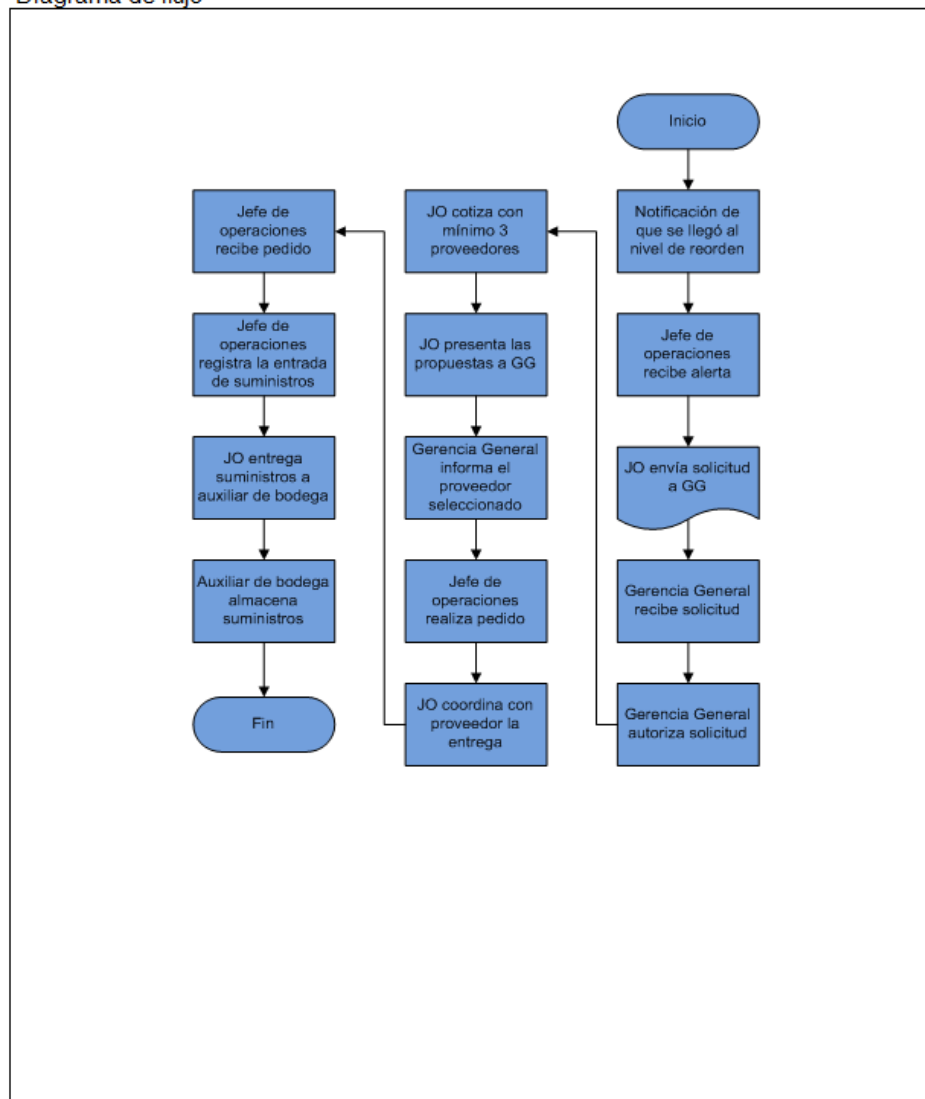 Diagrama de flujo
Inicio
Notificación de
que se llegó al
nivel de reorden
Jefe de
operaciones
recibe alerta
JO envía solicitud
a GG
Gerencia General
recibe solicitud
Gerencia General
autoriza solicitud
JO cotiza con
mínimo 3
proveedores
JO presenta las
propuestas a GG
Gerencia General
informa el
proveedor
seleccionado
Jefe de
operaciones
realiza pedido
JO coordina con
proveedor la
entrega
Jefe de
operaciones
recibe pedido
Jefe de
operaciones
registra la entrada
de suministros
JO entrega
suministros a
auxiliar de bodega
Auxiliar de bodega
almacena
suministros
Fin